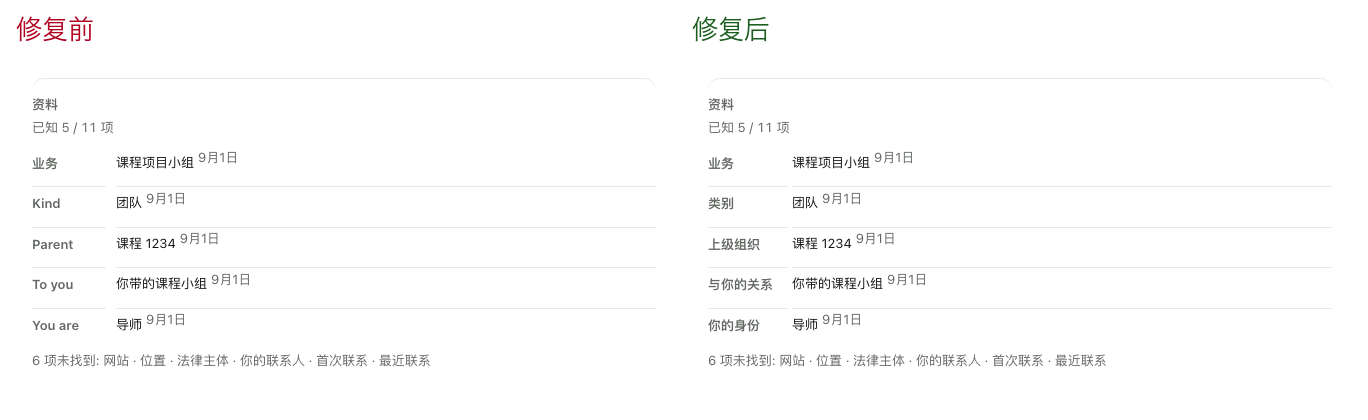 修复前
资料
已知 5 / 11 项
业务 课程项目小组 9月1日
Kind 团队 9月1日
Parent 课程 1234 9月1日
To you 你带的课程小组 9月1日
You are 导师 9月1日
6 项未找到: 网站 · 位置 · 法律主体 · 你的联系人 · 首次联系 · 最近联系
修复后
资料
已知 5 / 11 项
业务 课程项目小组 9月1日
类别 团队 9月1日
上级组织 课程 1234 9月1日
与你的关系 你带的课程小组 9月1日
你的身份 导师 9月1日
6 项未找到: 网站 · 位置 · 法律主体 · 你的联系人 · 首次联系 · 最近联系